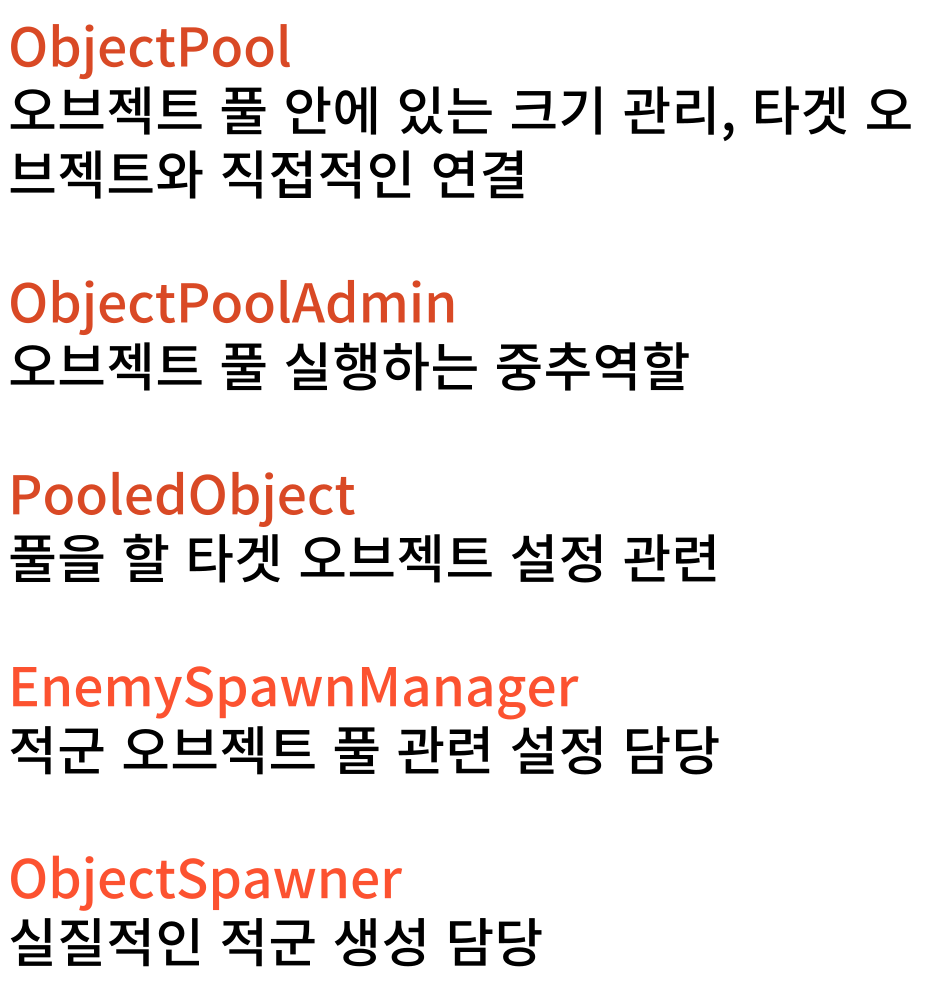 ObjectPool
오브젝트 풀 안에 있는 크기 관리, 타겟 오
브젝트와 직접적인 연결
ObjectPoolAdmin
오브젝트 풀 실행하는 중추역할
PooledObject
풀을 할 타겟 오브젝트 설정 관련
EnemySpawnManager
적군 오브젝트 풀 관련 설정 담당
ObjectSpawner
실질적인 적군 생성 담당